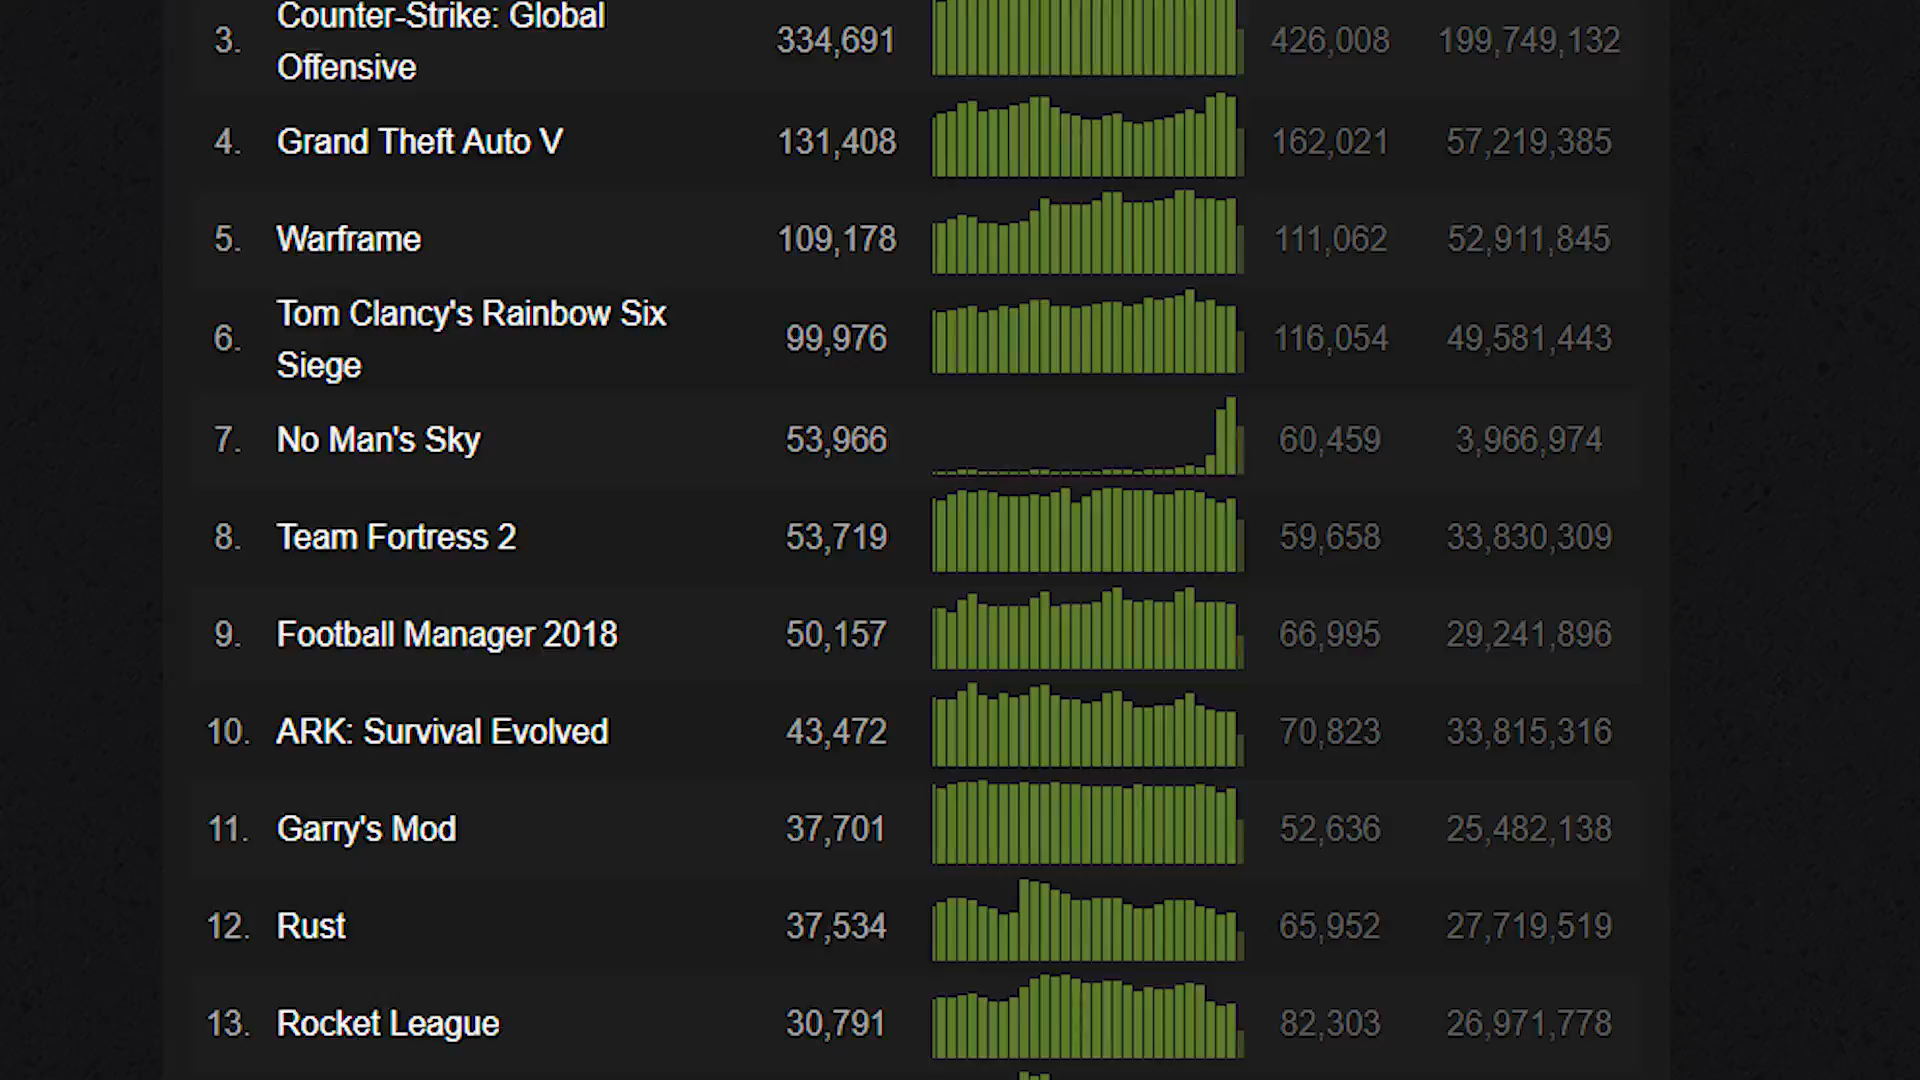 3. Counter-Strike: Global Offensive 334,691 426,008 199,749,132
4. Grand Theft Auto V 131,408 162,021 57,219,385
5. Warframe 109,178 111,062 52,911,845
6. Tom Clancy's Rainbow Six Siege 99,976 116,054 49,581,443
7. No Man's Sky 53,966 60,459 3,966,974
8. Team Fortress 2 53,719 59,658 33,830,309
9. Football Manager 2018 50,157 66,995 29,241,896
10. ARK: Survival Evolved 43,472 70,823 33,815,316
11. Garry's Mod 37,701 52,636 25,482,138
12. Rust 37,534 65,952 27,719,519
13. Rocket League 30,791 82,303 26,971,778